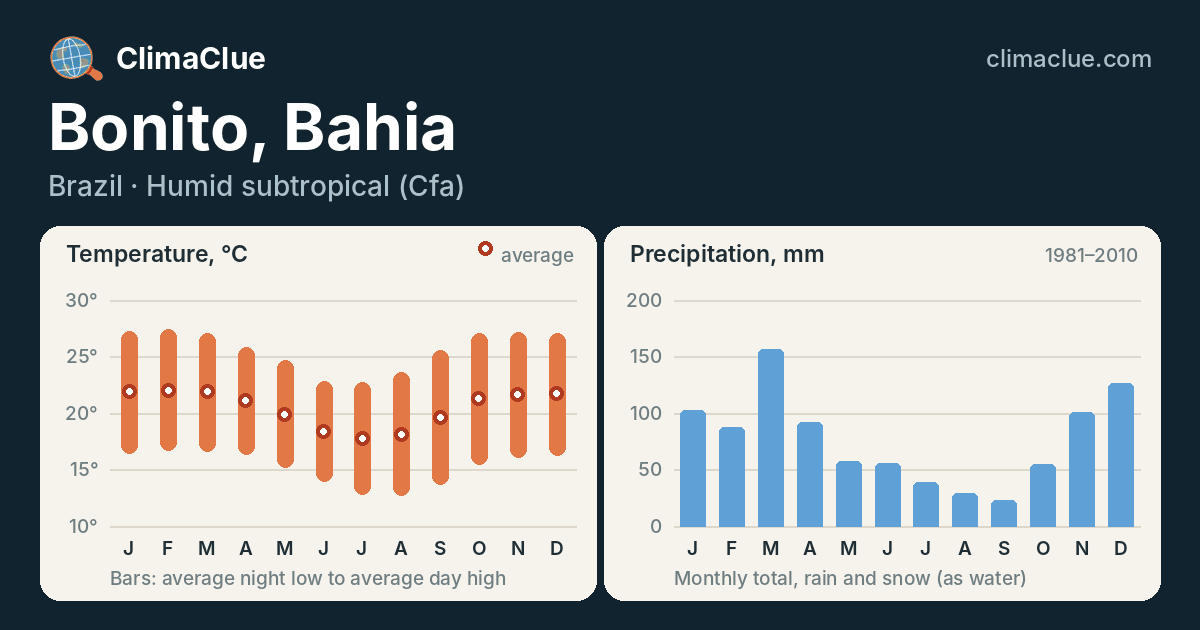 ClimaClue
climaclue.com
Bonito, Bahia
Brazil · Humid subtropical (Cfa)
Temperature, °C
average
30°
25°
20°
15°
10°
J F M A M J J A S O N D
Bars: average night low to average day high
Precipitation, mm
1981–2010
200
150
100
50
0
J F M A M J J A S O N D
Monthly total, rain and snow (as water)